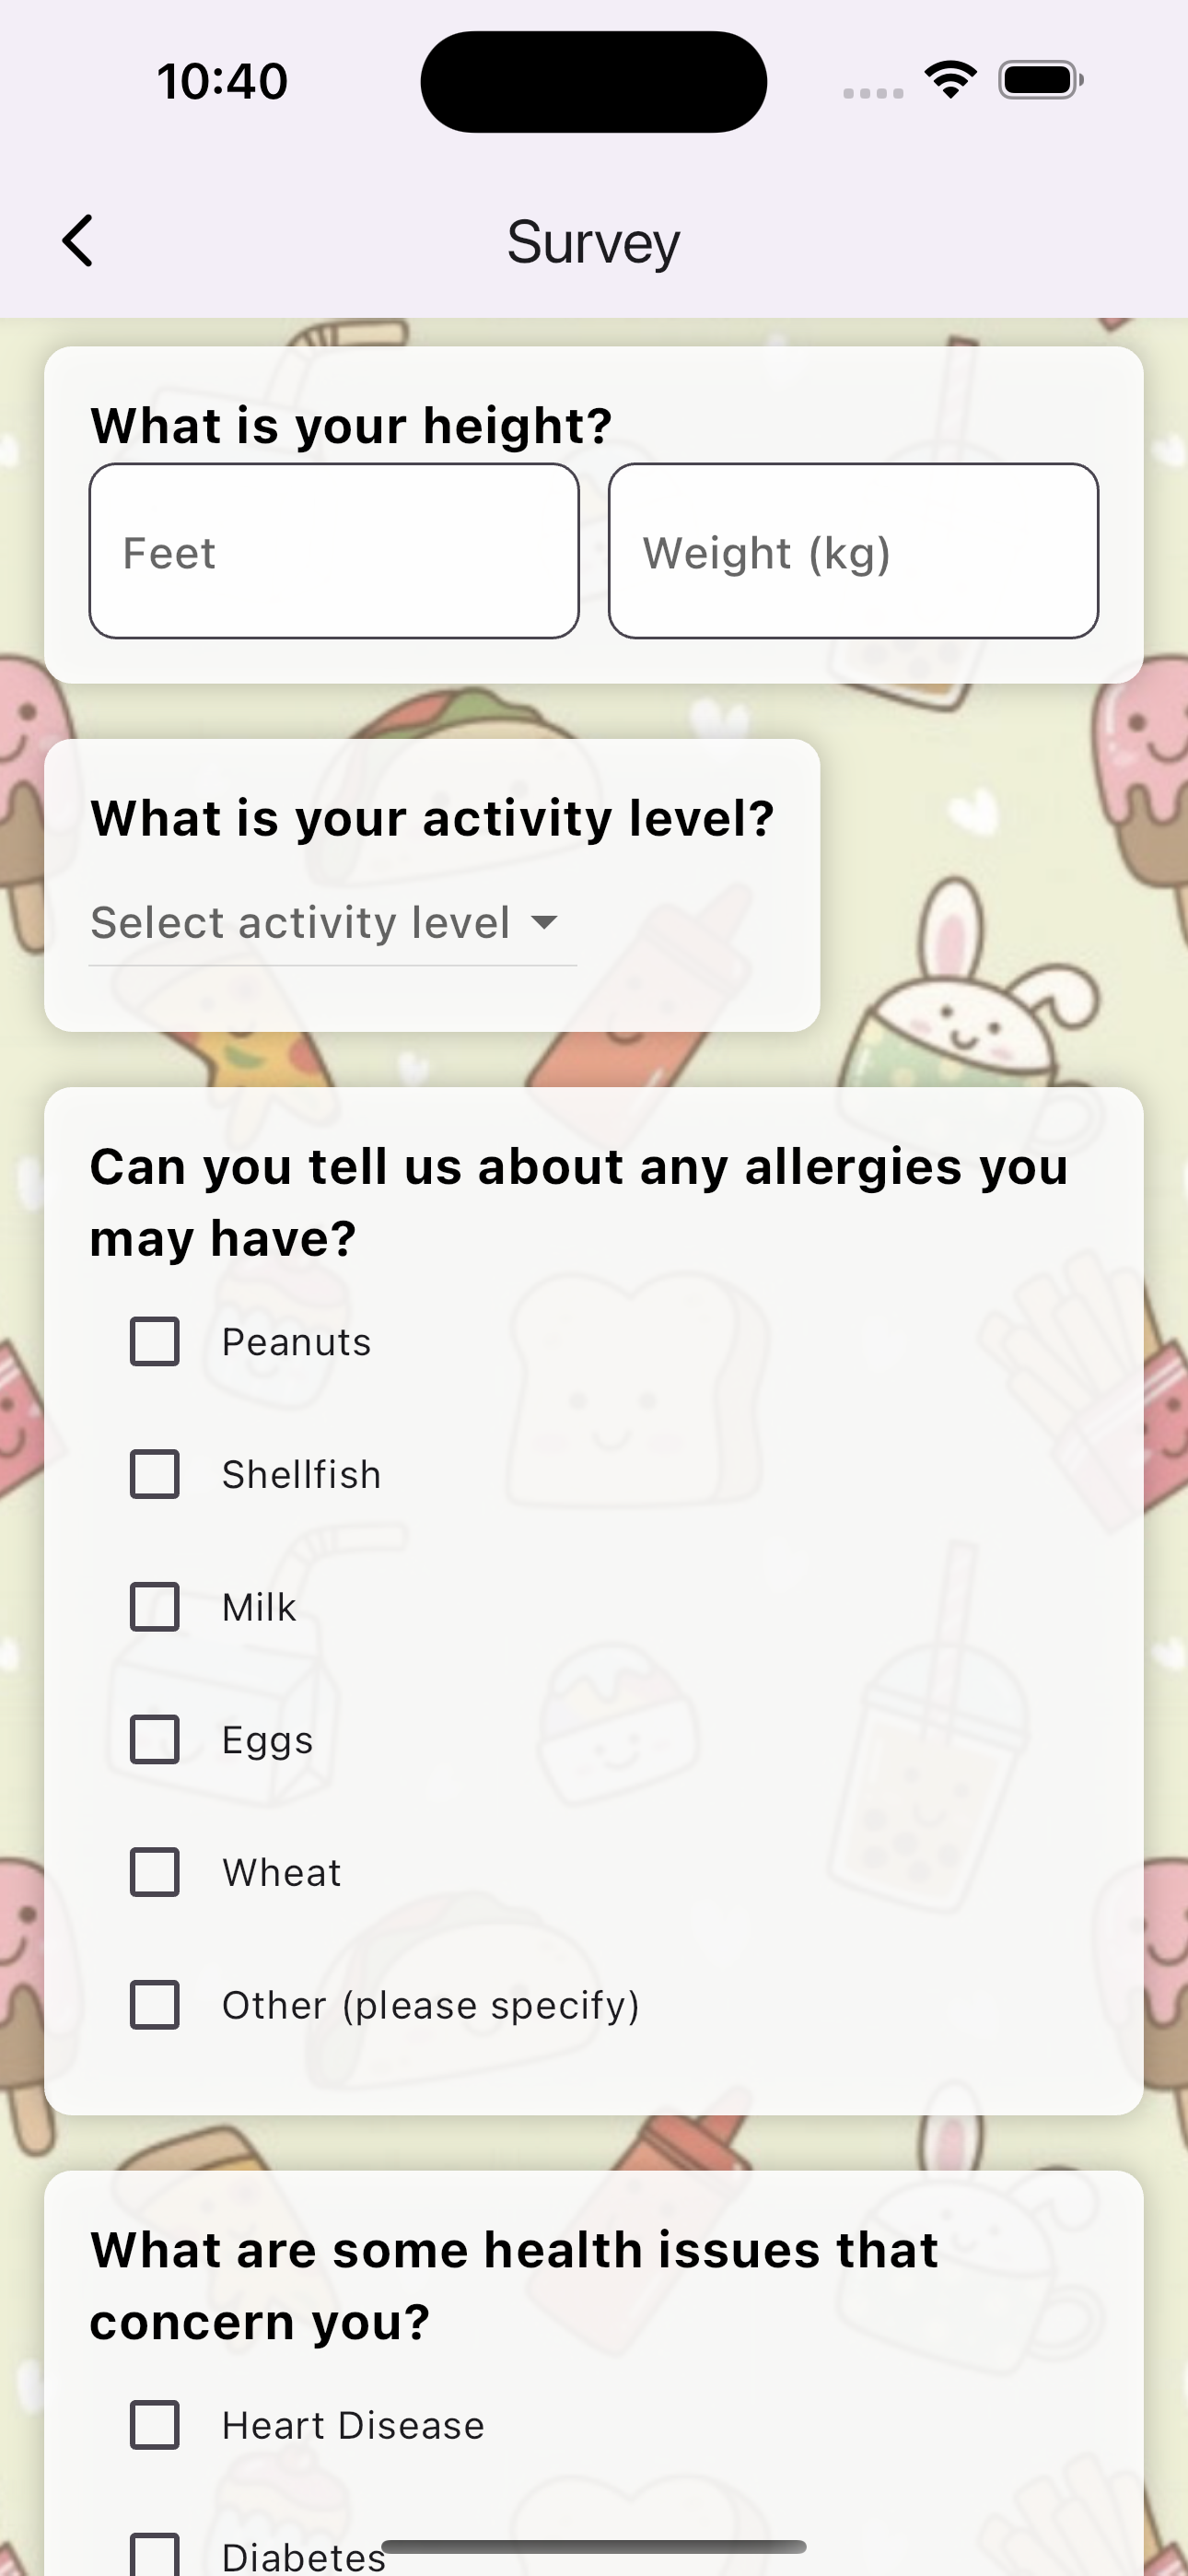 10:40
Survey
What is your height?
Feet
Weight (kg)
What is your activity level?
Select activity level
Can you tell us about any allergies you
may have?
Peanuts
Shellfish
Milk
Eggs
Wheat
Other (please specify)
What are some health issues that
concern you?
Heart Disease
Diabetes